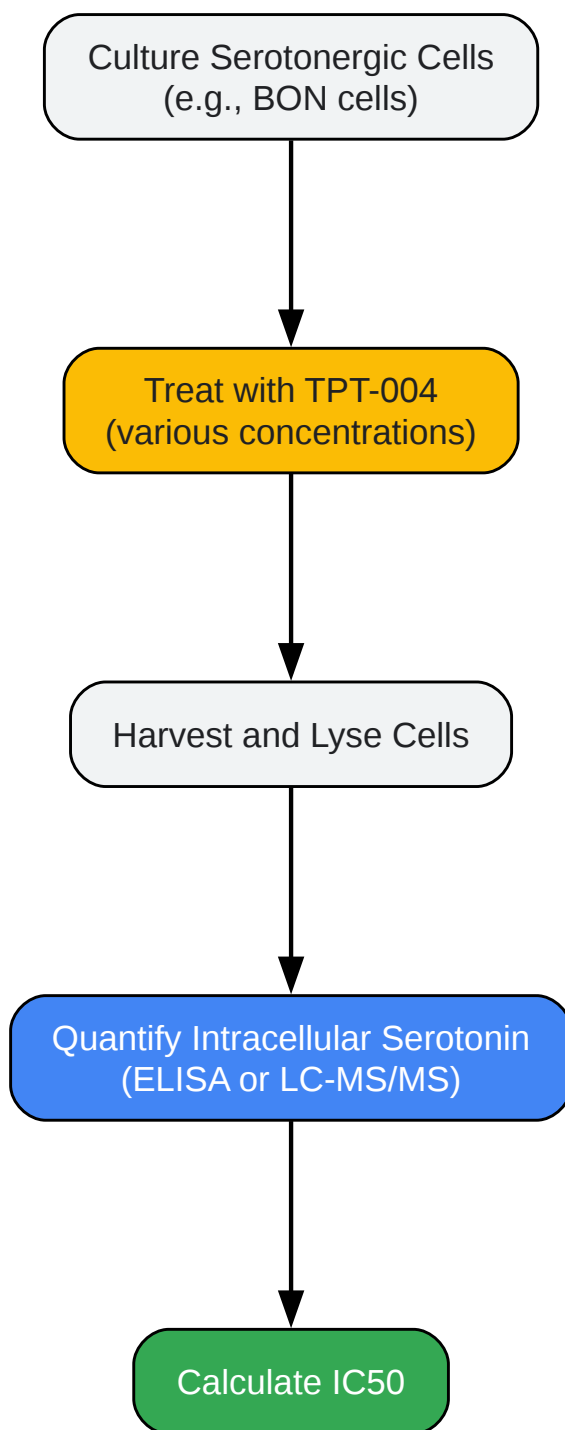 Culture Serotonergic Cells
(e.g., BON cells)
Treat with TPT-004
(various concentrations)
Harvest and Lyse Cells
Quantify Intracellular Serotonin
(ELISA or LC-MS/MS)
Calculate IC50